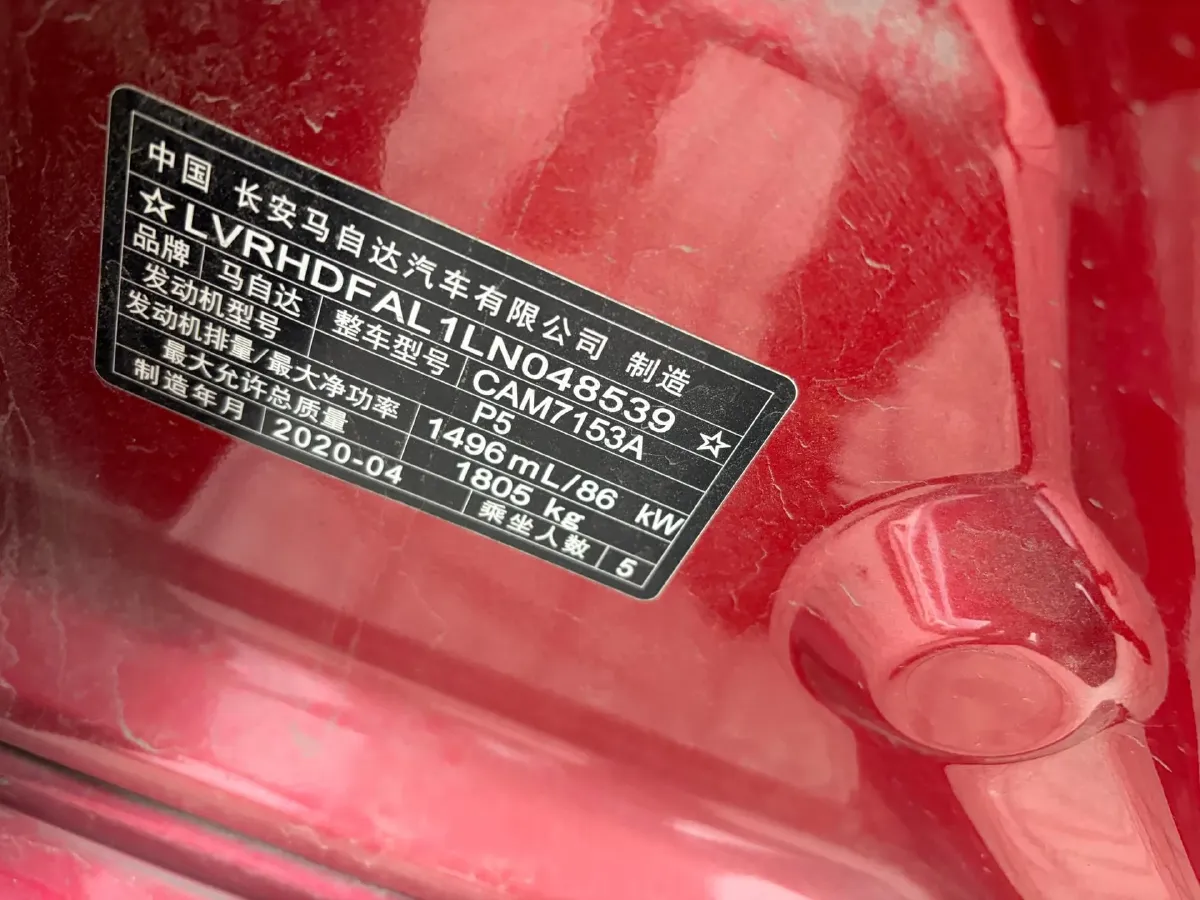 中国 长安马自达汽车有限公司 制造
☆LVRHDFAL1LN048539☆
品牌 马自达 整车型号 CAM7153A
发动机型号 P5
发动机排量/最大净功率 1496mL/86 kW
最大允许总质量 1805 kg
制造年月 2020-04 乘坐人数 5